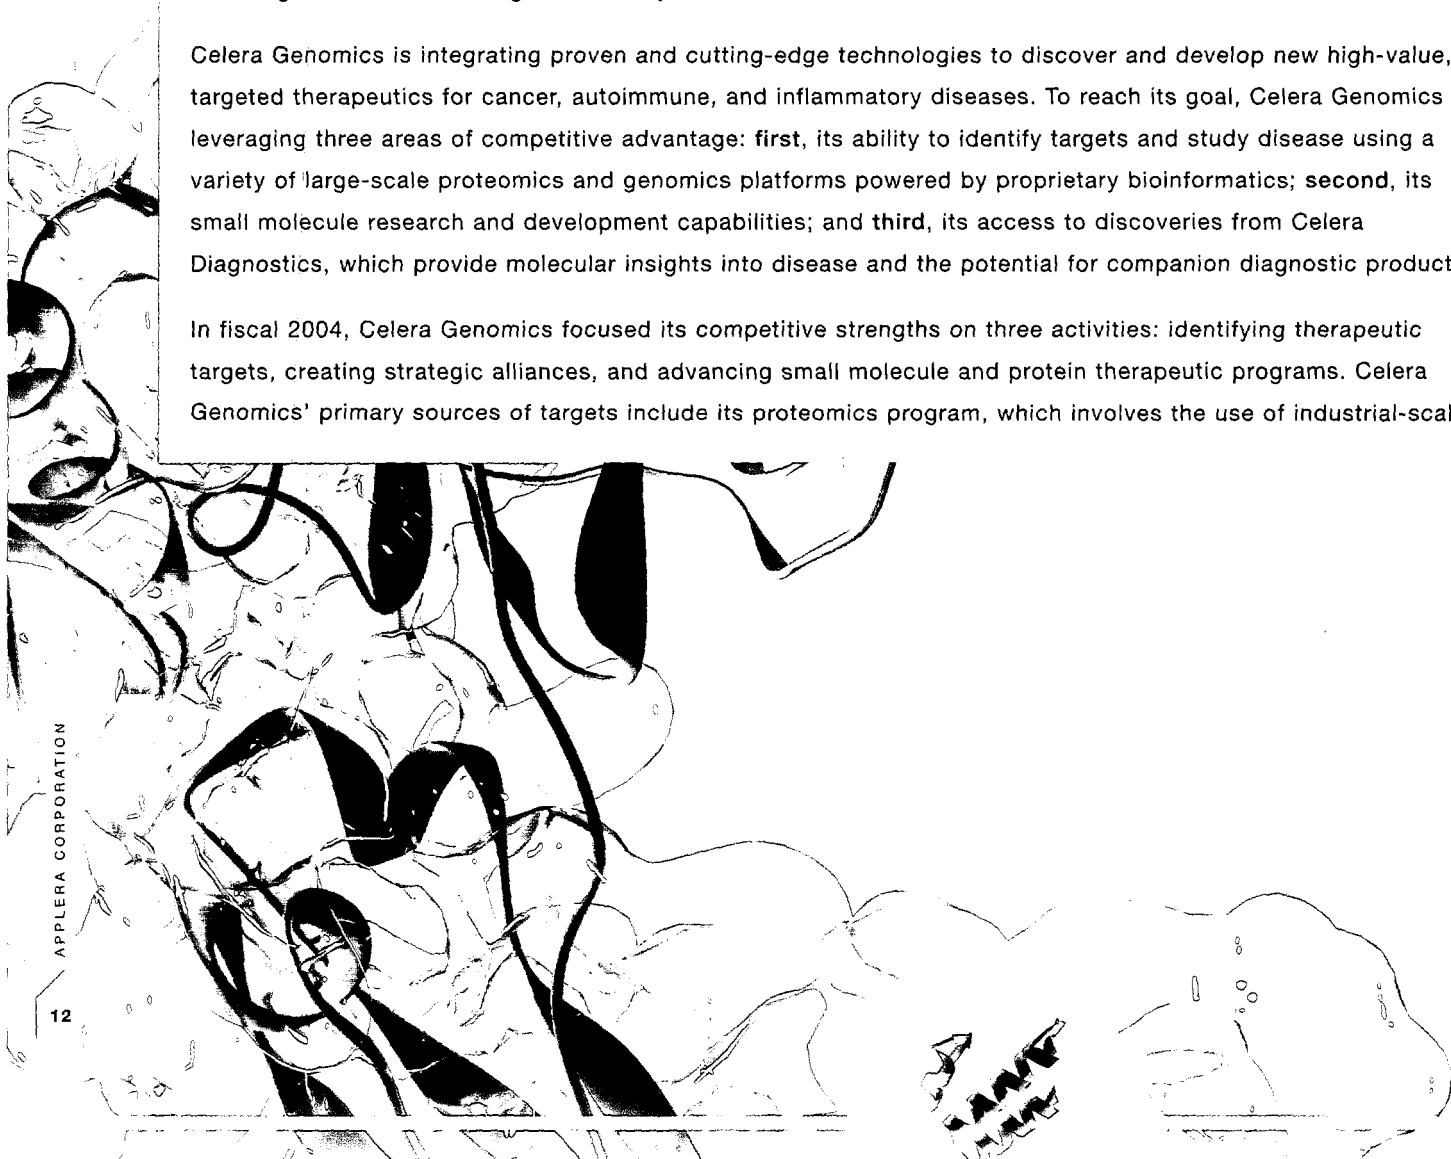 Celera Genomics is integrating proven and cutting-edge technologies to discover and develop new high-value,
targeted therapeutics for cancer, autoimmune, and inflammatory diseases. To reach its goal, Celera Genomics
leveraging three areas of competitive advantage: first, its ability to identify targets and study disease using a
variety of large-scale proteomics and genomics platforms powered by proprietary bioinformatics; second, its
small molecule research and development capabilities; and third, its access to discoveries from Celera
Diagnostics, which provide molecular insights into disease and the potential for companion diagnostic product
In fiscal 2004, Celera Genomics focused its competitive strengths on three activities: identifying therapeutic
targets, creating strategic alliances, and advancing small molecule and protein therapeutic programs. Celera
Genomics' primary sources of targets include its proteomics program, which involves the use of industrial-scal
APPLERA CORPORATION
12